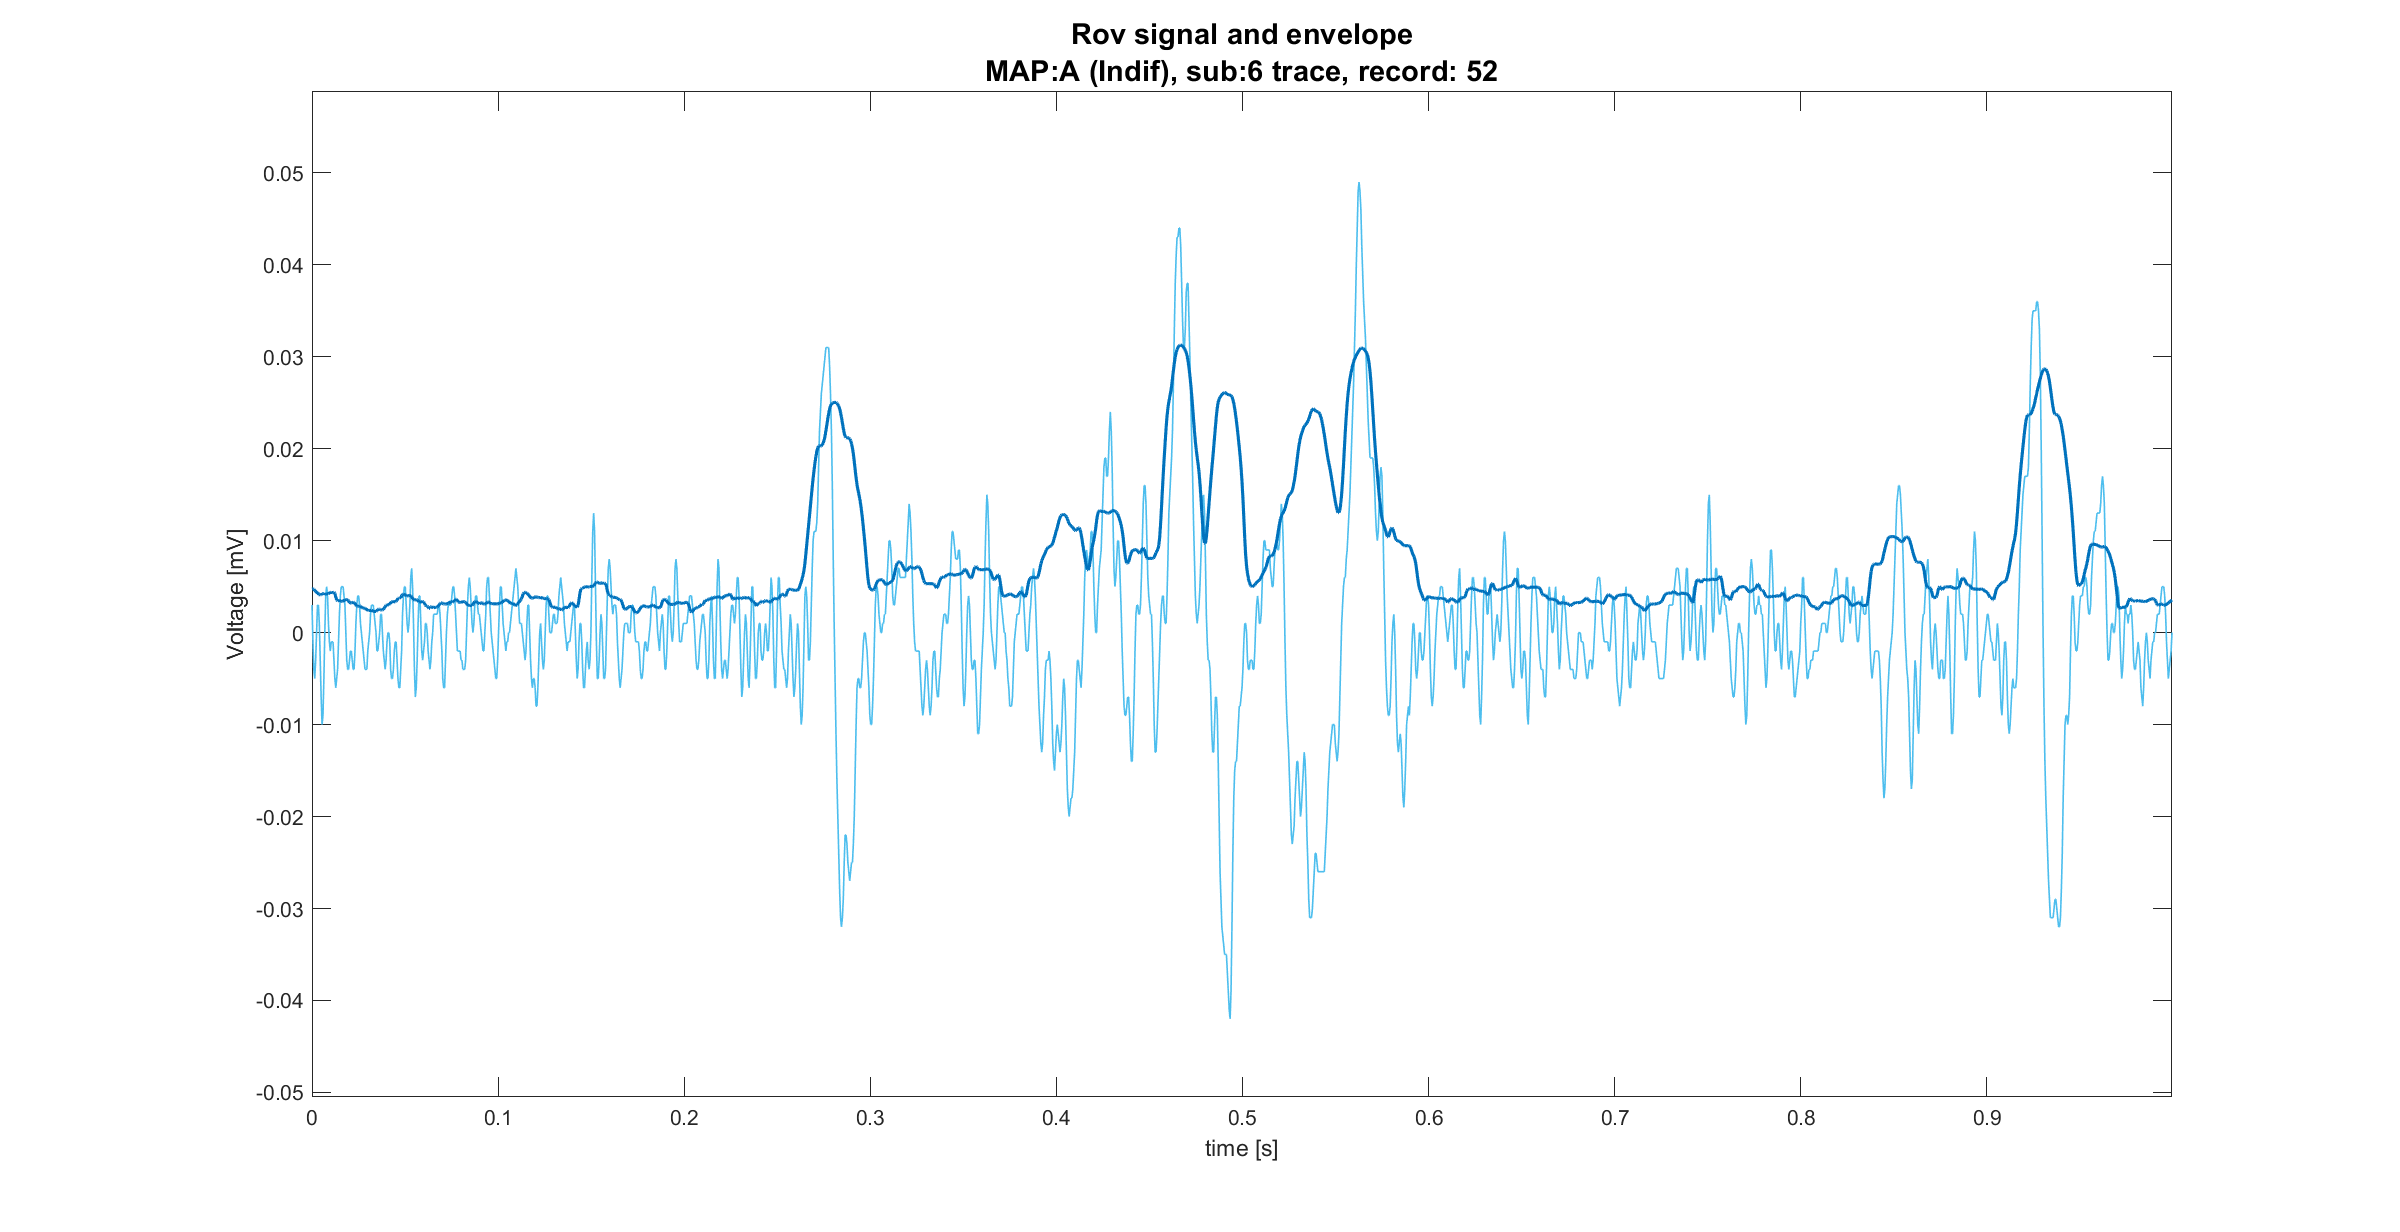 Rov signal and envelope
MAP:A (Indif), sub:6 trace, record: 52
0.05
0.04
0.03
0.02
0.01
0
-0.01
-0.02
-0.03
-0.04
-0.05
Voltage [mV]
0 0.1 0.2 0.3 0.4 0.5 0.6 0.7 0.8 0.9
time [s]